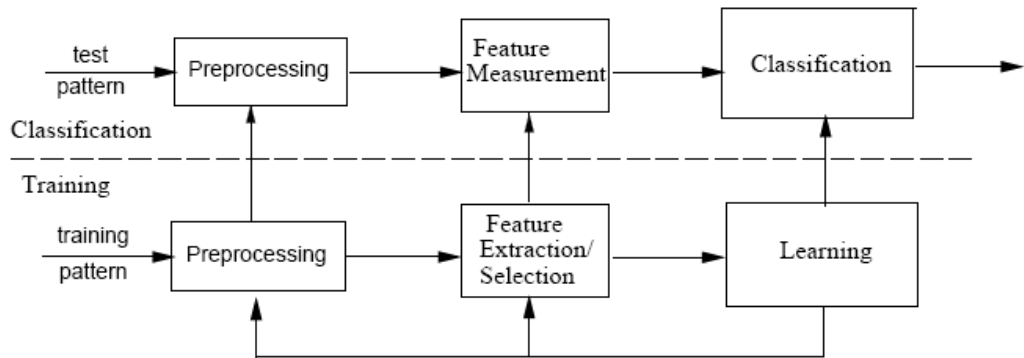 test
pattern
Preprocessing
Feature
Measurement
Classification
Classification
Training
training
pattern
Preprocessing
Feature
Extraction/
Selection
Learning